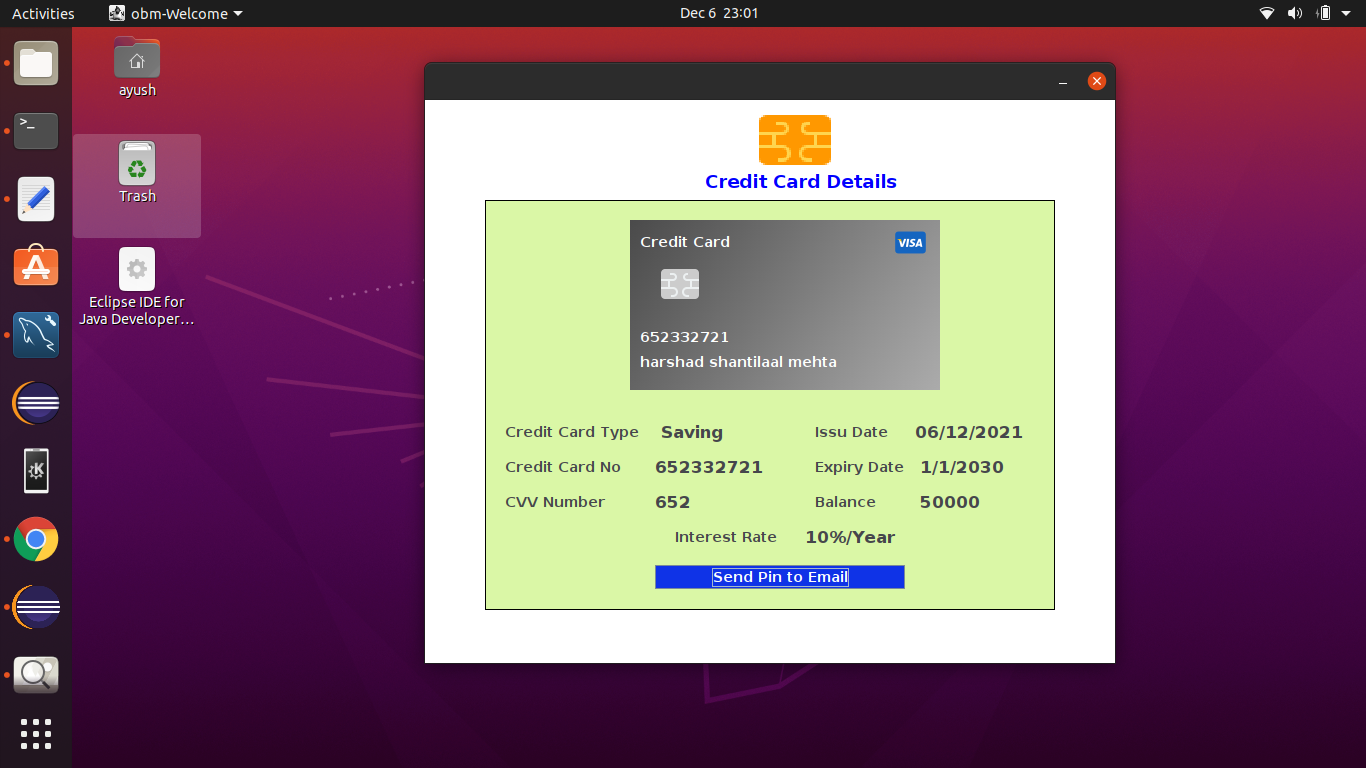 Activities
obm-Welcome
Dec 6 23:01
ayush
Trash
Eclipse IDE for
Java Developer…
>_
K
Credit Card Details
Credit Card
VISA
652332721
harshad shantilaal mehta
Credit Card Type Saving Issu Date 06/12/2021
Credit Card No 652332721 Expiry Date 1/1/2030
CVV Number 652 Balance 50000
Interest Rate 10%/Year
Send Pin to Email